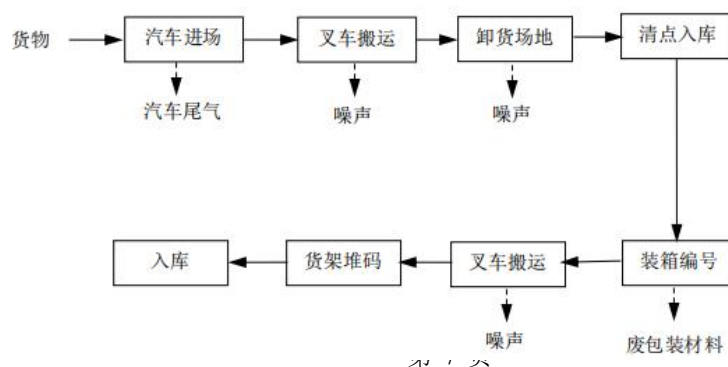 货物 汽车进场 叉车搬运 卸货场地 清点入库
汽车尾气 噪声 噪声
入库 货架堆码 叉车搬运 装箱编号
噪声 废包装材料